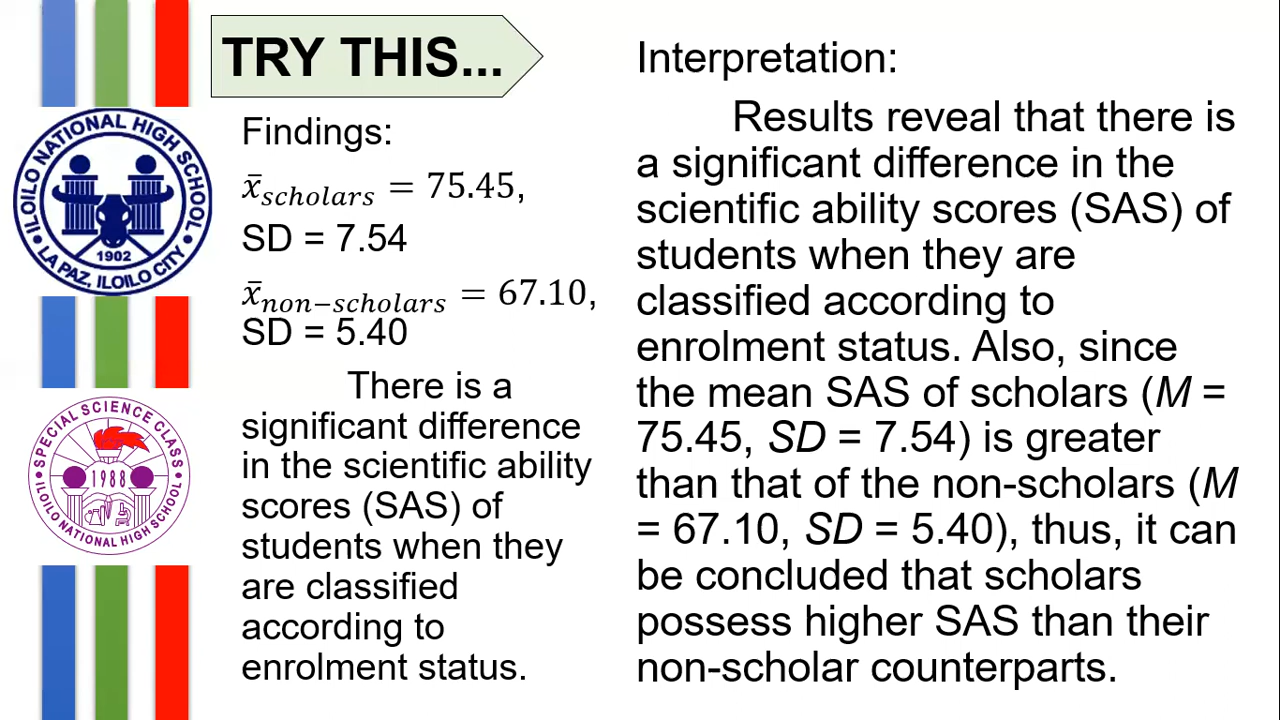 TRY THIS...
Findings:
x̄scholars = 75.45,
SD = 7.54
x̄non−scholars = 67.10,
SD = 5.40
There is a
significant difference
in the scientific ability
scores (SAS) of
students when they
are classified
according to
enrolment status.
Interpretation:
Results reveal that there is
a significant difference in the
scientific ability scores (SAS) of
students when they are
classified according to
enrolment status. Also, since
the mean SAS of scholars (M =
75.45, SD = 7.54) is greater
than that of the non-scholars (M
= 67.10, SD = 5.40), thus, it can
be concluded that scholars
possess higher SAS than their
non-scholar counterparts.
ILOILO NATIONAL HIGH SCHOOL
1902
LA PAZ, ILOILO CITY
SPECIAL SCIENCE CLASS
1988
ILOILO NATIONAL HIGH SCHOOL